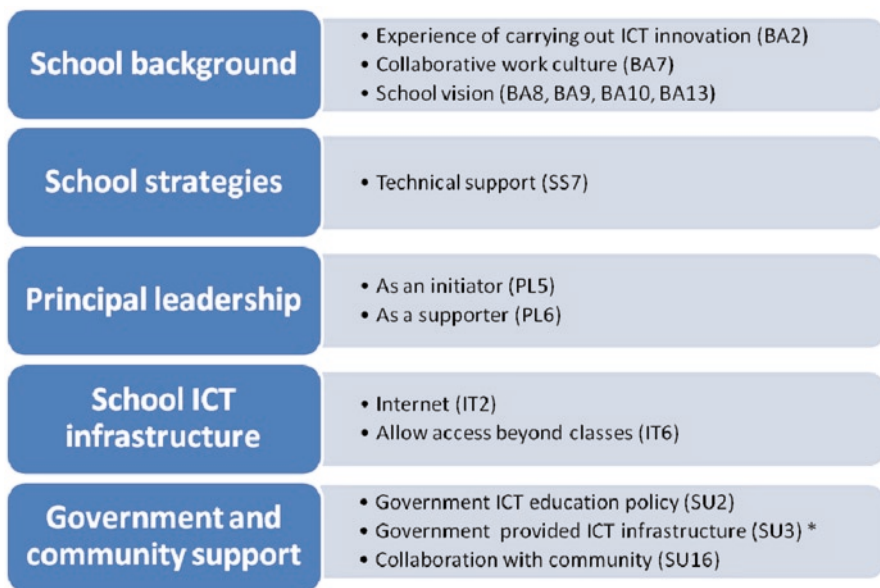 School background
• Experience of carrying out ICT innovation (BA2)
• Collaborative work culture (BA7)
• School vision (BA8, BA9, BA10, BA13)
School strategies
• Technical support (SS7)
Principal leadership
• As an initiator (PL5)
• As a supporter (PL6)
School ICT
infrastructure
• Internet (IT2)
• Allow access beyond classes (IT6)
Government and
community support
• Government ICT education policy (SU2)
• Government provided ICT infrastructure (SU3) *
• Collaboration with community (SU16)